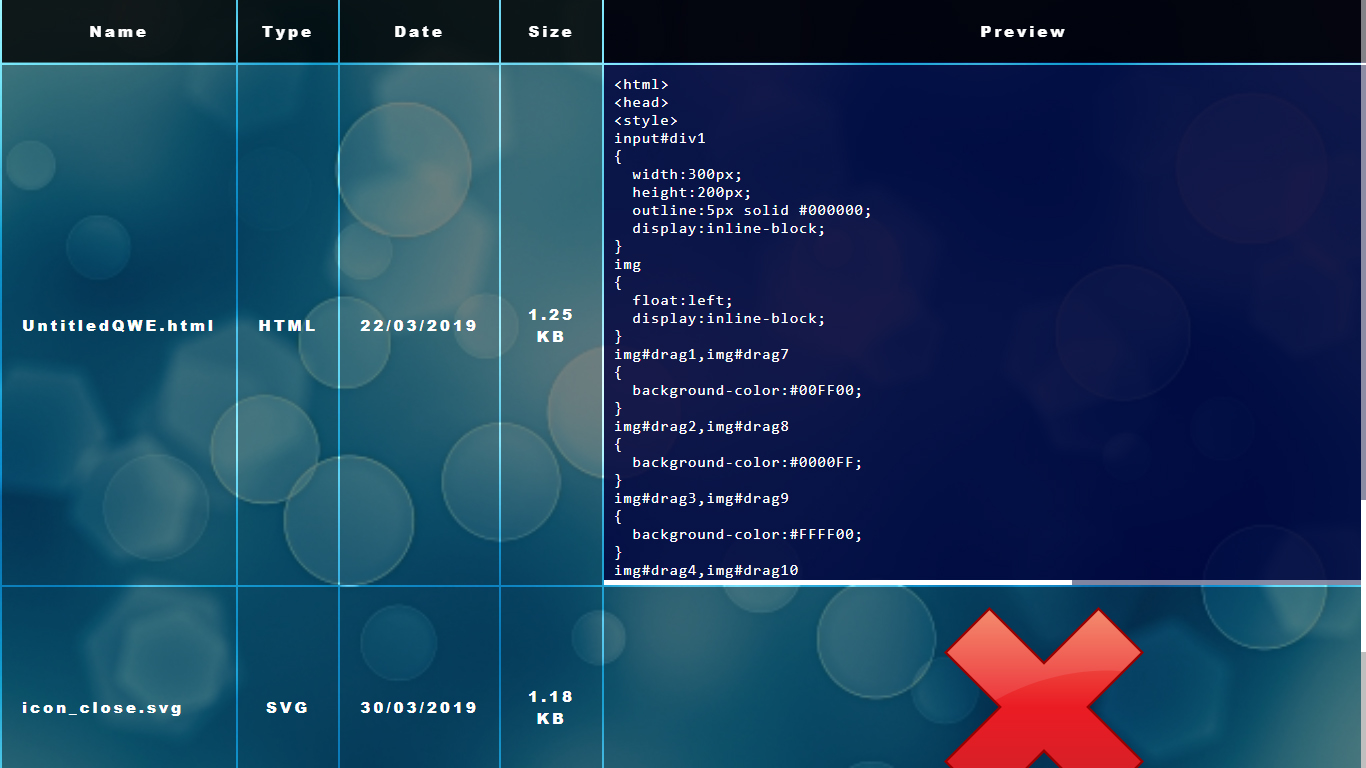 Name Type Date Size Preview
<html>
<head>
<style>
input#div1
{
  width:300px;
  height:200px;
  outline:5px solid #000000;
  display:inline-block;
}
img
{
  float:left;
  display:inline-block;
}
img#drag1,img#drag7
{
  background-color:#00FF00;
}
img#drag2,img#drag8
{
  background-color:#0000FF;
}
img#drag3,img#drag9
{
  background-color:#FFFF00;
}
img#drag4,img#drag10
UntitledQWE.html HTML 22/03/2019 1.25
KB
icon_close.svg SVG 30/03/2019 1.18
KB